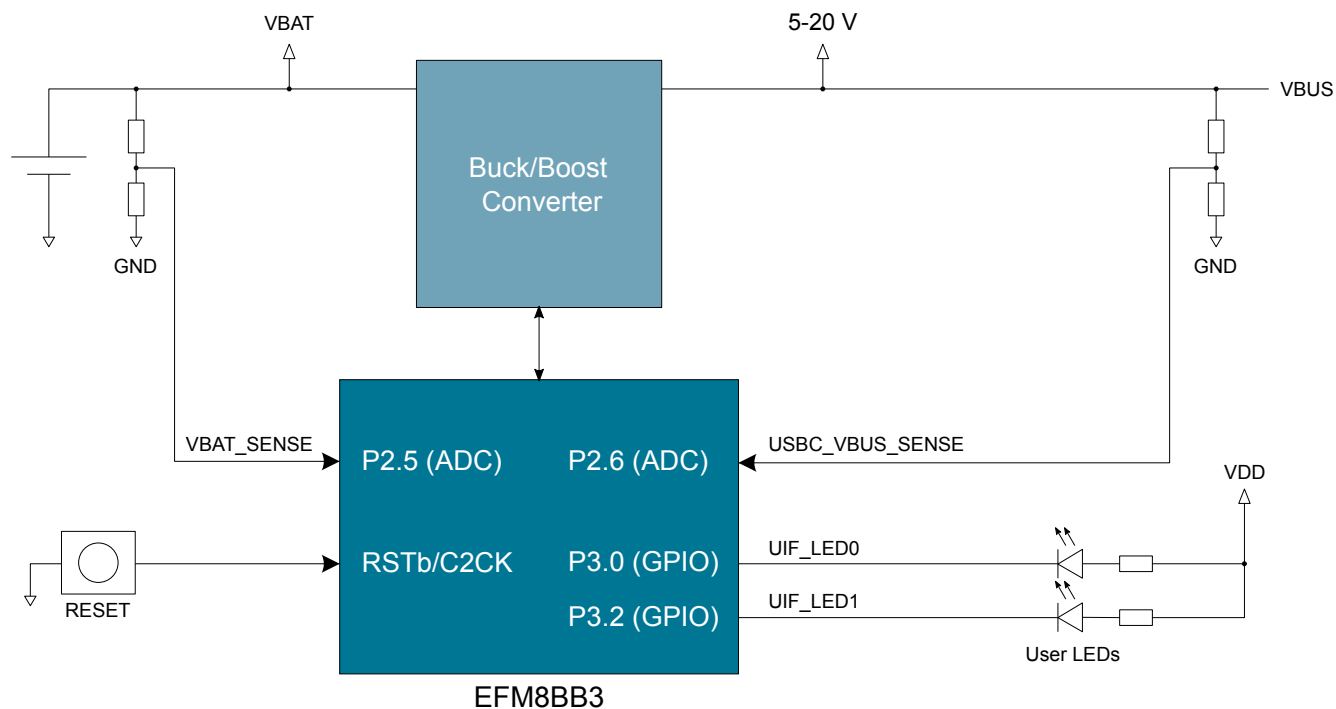 VBAT
5-20 V
VBUS
Buck/Boost
Converter
GND
GND
VBAT_SENSE
P2.5 (ADC)
P2.6 (ADC)
USBC_VBUS_SENSE
VDD
RESET
RSTb/C2CK
P3.0 (GPIO)
UIF_LED0
P3.2 (GPIO)
UIF_LED1
User LEDs
EFM8BB3